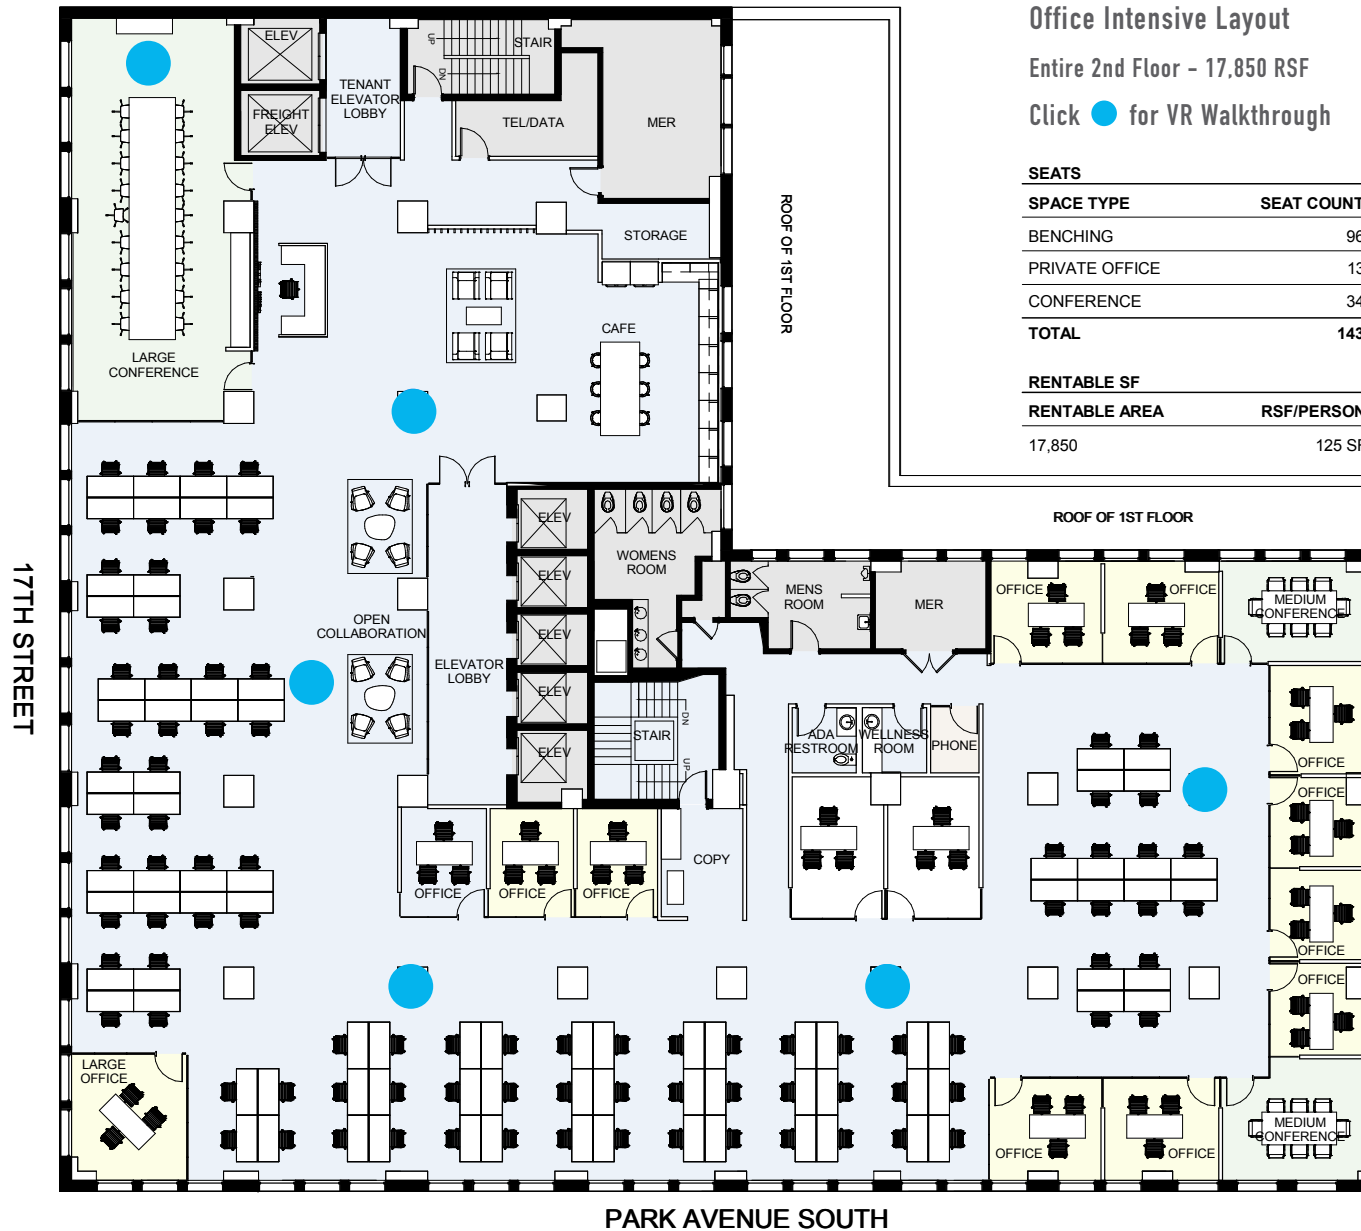 Office Intensive Layout
Entire 2nd Floor - 17,850 RSF
Click for VR Walkthrough
SEATS
SPACE TYPE SEAT COUNT
BENCHING 96
PRIVATE OFFICE 13
CONFERENCE 34
TOTAL 143
RENTABLE SF
RENTABLE AREA RSF/PERSON
17,850 125 SF
ELEV
FREIGHT
ELEV
TENANT
ELEVATOR
LOBBY
UP
DN
STAIR
TEL/DATA
MER
STORAGE
ROOF OF 1ST FLOOR
CAFE
LARGE
CONFERENCE
ROOF OF 1ST FLOOR
17TH STREET
OPEN
COLLABORATION
ELEVATOR
LOBBY
ELEV
ELEV
ELEV
ELEV
ELEV
WOMENS
ROOM
MENS
ROOM
MER
OFFICE
OFFICE
MEDIUM
CONFERENCE
DN
STAIR
UP
ADA
RESTROOM
WELLNESS
ROOM
PHONE
OFFICE
OFFICE
OFFICE
OFFICE
COPY
OFFICE
OFFICE
OFFICE
LARGE
OFFICE
OFFICE
OFFICE
MEDIUM
CONFERENCE
PARK AVENUE SOUTH